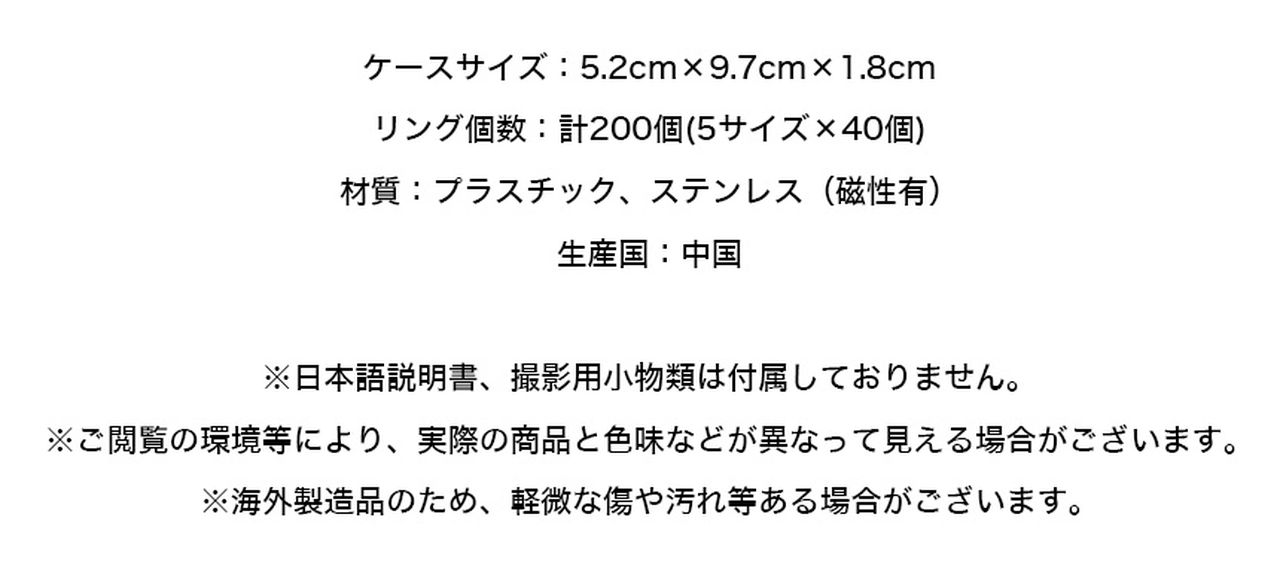 ケースサイズ：5.2cm×9.7cm×1.8cm
リング個数：計200個(5サイズ×40個)
材質：プラスチック、ステンレス（磁性有）
生産国：中国
※日本語説明書、撮影用小物類は付属しておりません。
※ご閲覧の環境等により、実際の商品と色味などが異なって見える場合がございます。
※海外製造品のため、軽微な傷や汚れ等ある場合がございます。